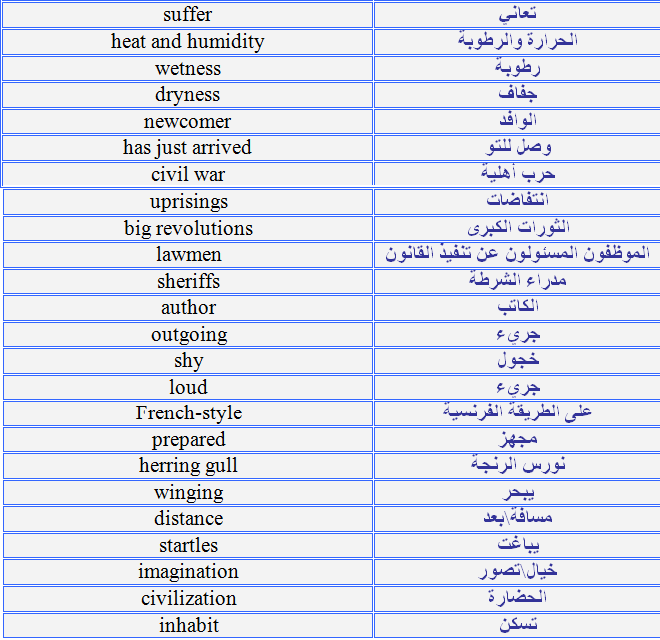 suffer تعاني
heat and humidity الحرارة والرطوبة
wetness رطوبة
dryness جفاف
newcomer الوافد
has just arrived وصل للتو
civil war حرب أهلية
uprisings انتفاضات
big revolutions الثورات الكبرى
lawmen الموظفون المسئولون عن تنفيذ القانون
sheriffs مدراء الشرطة
author الكاتب
outgoing جريء
shy خجول
loud جريء
French-style على الطريقة الفرنسية
prepared مجهز
herring gull نورس الرنجة
winging يبحر
distance مسافة\بعد
startles يباغت
imagination خيال\تصور
civilization الحضارة
inhabit تسكن